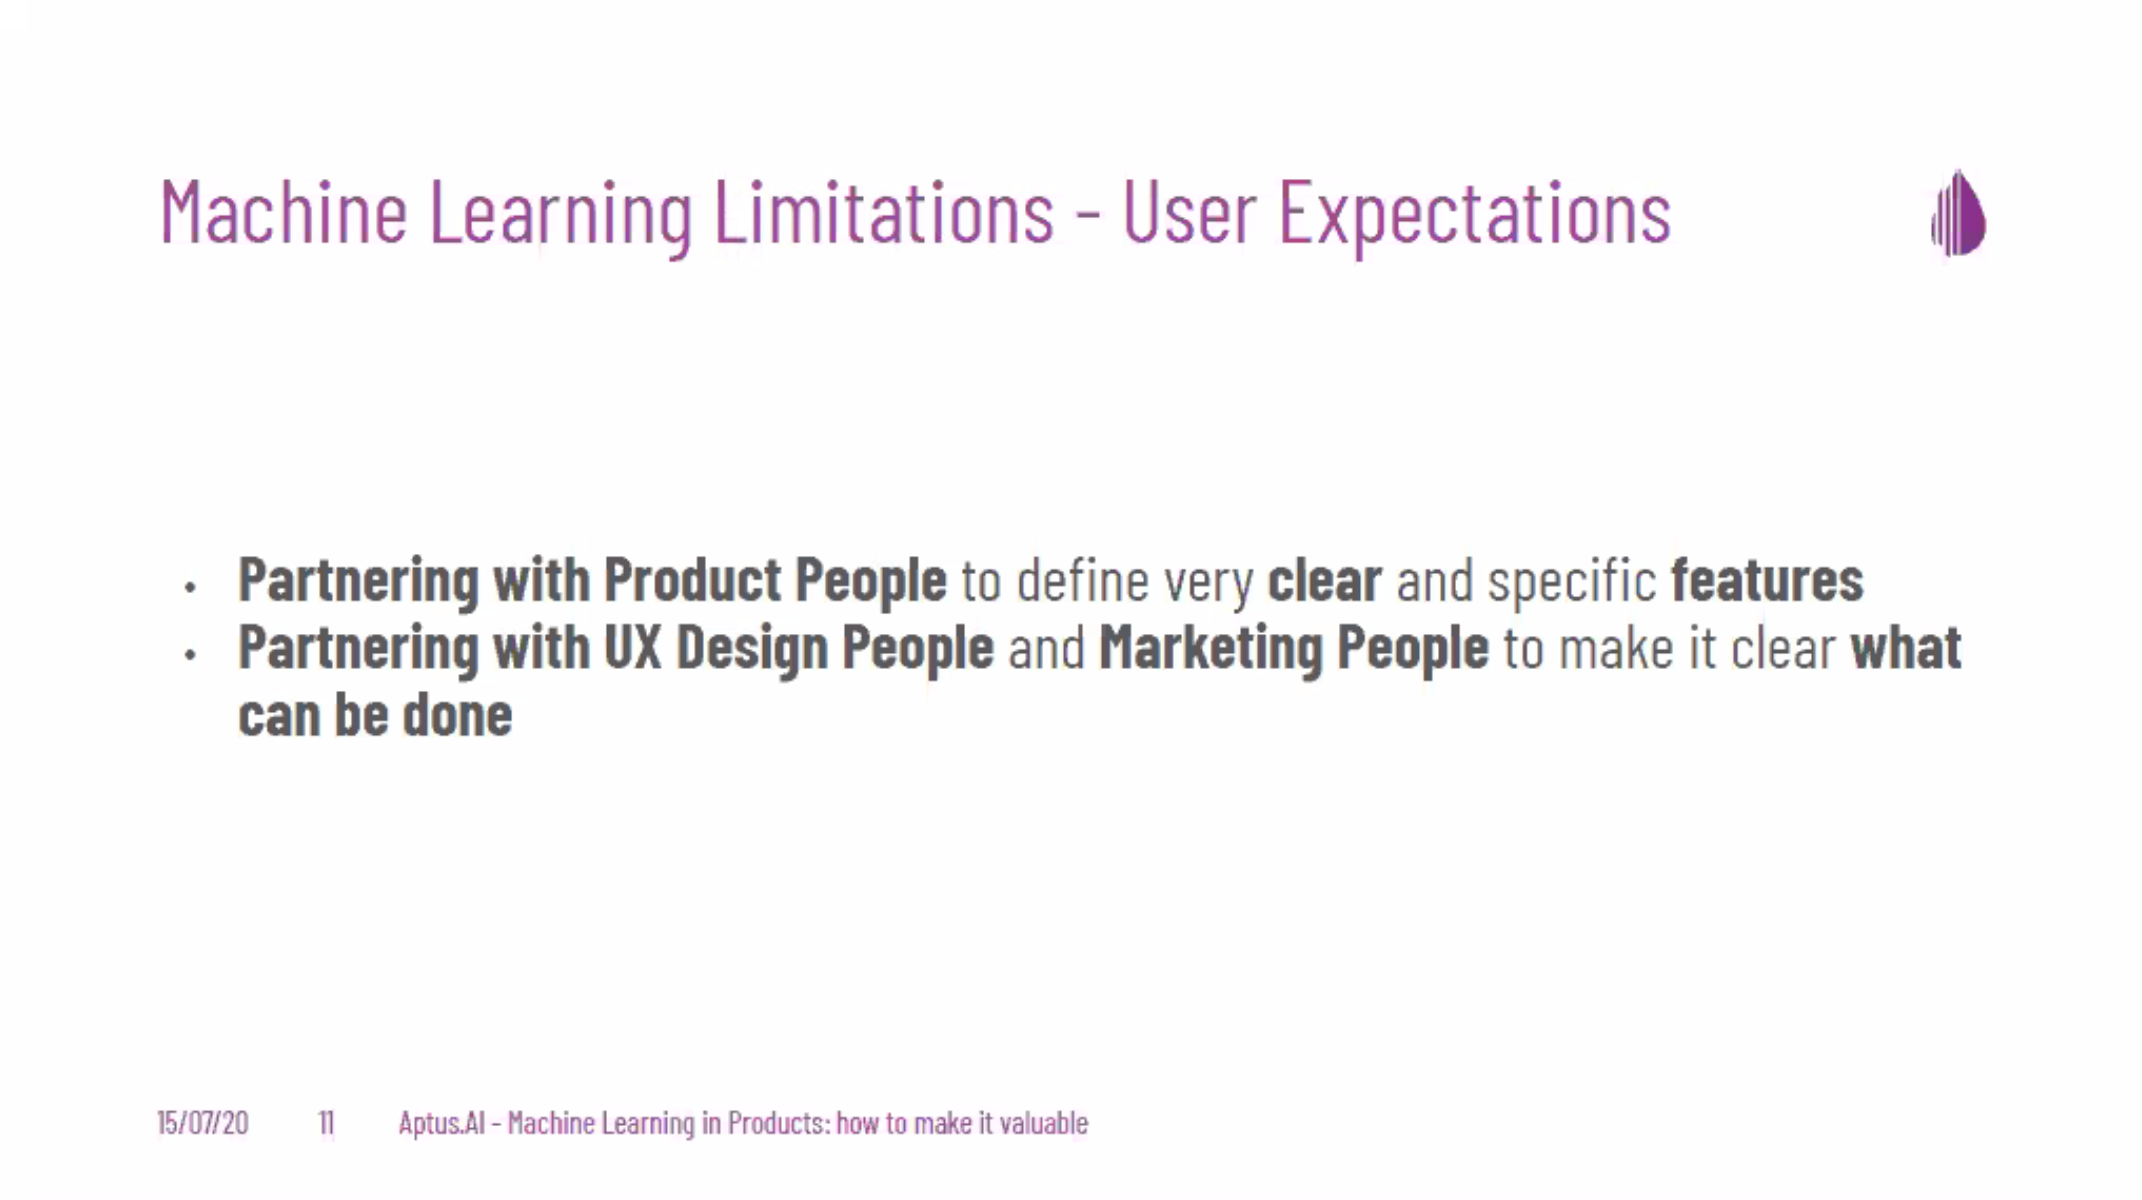 Machine Learning Limitations - User Expectations
• Partnering with Product People to define very clear and specific features
• Partnering with UX Design People and Marketing People to make it clear what
can be done
15/07/20 11 Aptus.AI - Machine Learning in Products: how to make it valuable